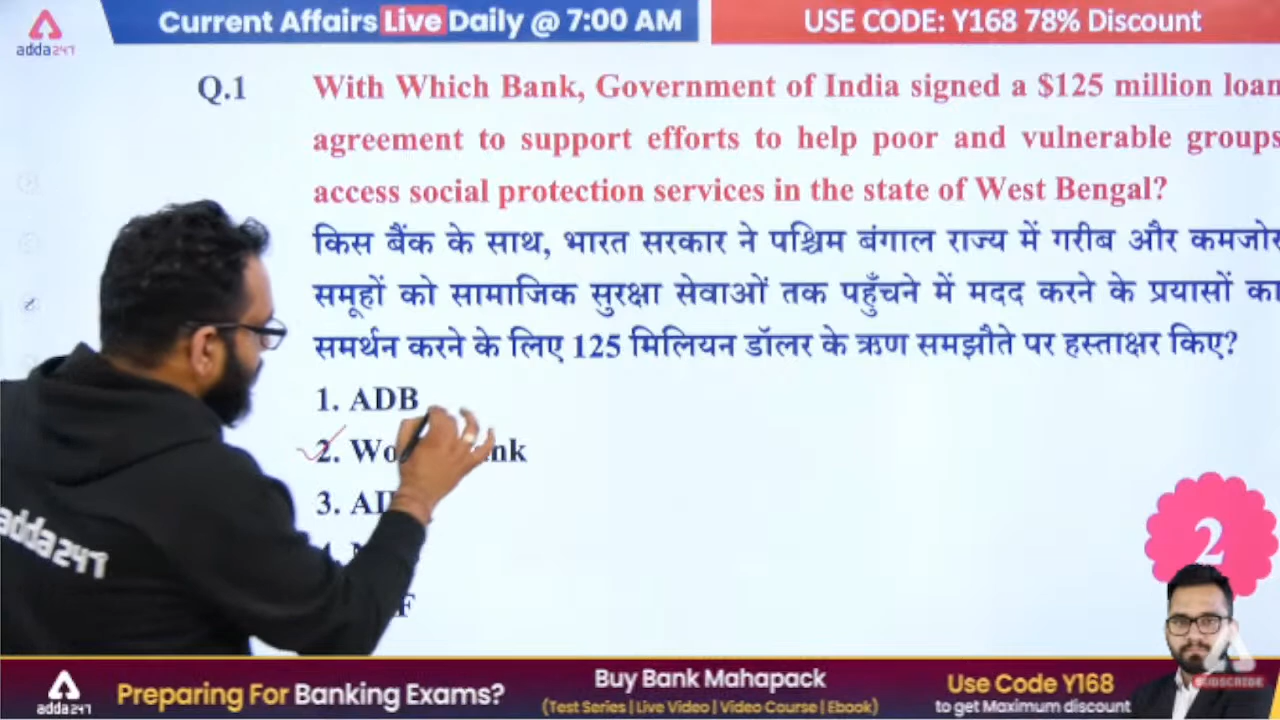 Current Affairs Live Daily @ 7:00 AM
USE CODE: Y168 78% Discount
adda247
Q.1 With Which Bank, Government of India signed a $125 million loan
agreement to support efforts to help poor and vulnerable groups
access social protection services in the state of West Bengal?
किस बैंक के साथ, भारत सरकार ने पश्चिम बंगाल राज्य में गरीब और कमजोर
समूहों को सामाजिक सुरक्षा सेवाओं तक पहुँचने में मदद करने के प्रयासों का
समर्थन करने के लिए 125 मिलियन डॉलर के ऋण समझौते पर हस्ताक्षर किए?
1. ADB
2.
3.
adda247
2
SUBSCRIBE
adda247
Preparing For Banking Exams?
Buy Bank Mahapack
(Test Series | Live Video | Video Course | Ebook)
Use Code Y168
to get Maximum discount